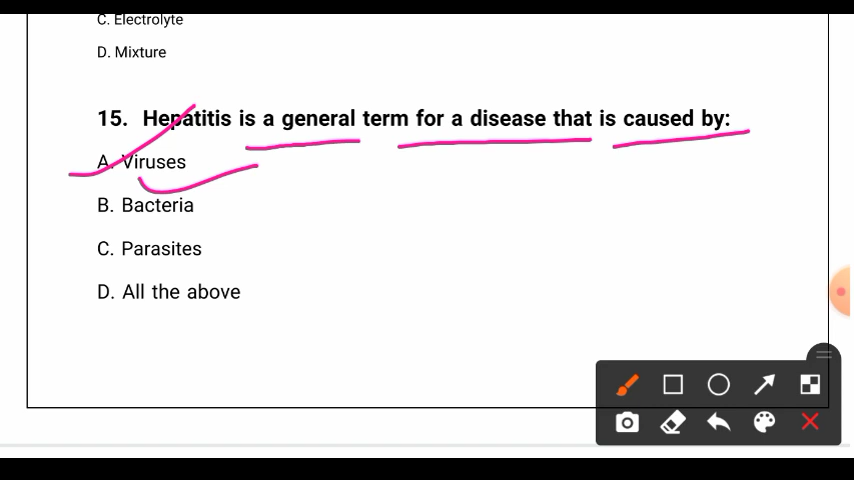 C. Electrolyte
D. Mixture
15. Hepatitis is a general term for a disease that is caused by:
A. Viruses
B. Bacteria
C. Parasites
D. All the above